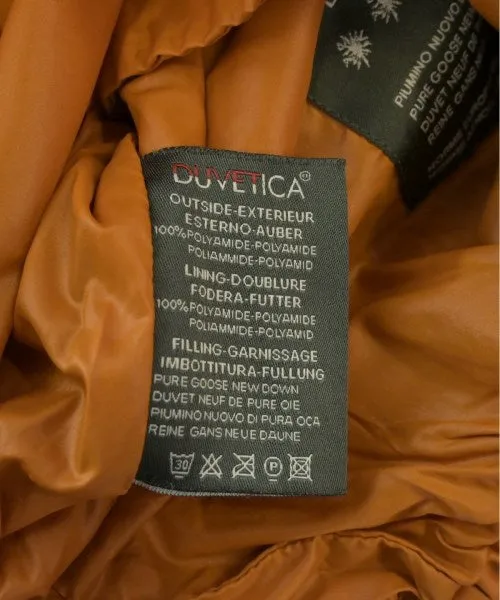 PIUMINO NUOVO
PURE GOOSE NEW
DUVET NEUF DE
REINE GANS NEU
DUVETICA
OUTSIDE-EXTERIEUR
ESTERNO-AUBER
100%POLYAMIDE-POLYAMIDE
POLIAMMIDE-POLYAMID
LINING-DOUBLURE
FODERA-FUTTER
100%POLYAMIDE-POLYAMIDE
POLIAMMIDE-POLYAMID
FILLING-GARNISSAGE
IMBOTTITURA-FULLUNG
PURE GOOSE NEW DOWN
DUVET NEUF DE PURE OIE
PIUMINO NUOVO DI PURA OCA
REINE GANS NEUE DAUNE
30 P